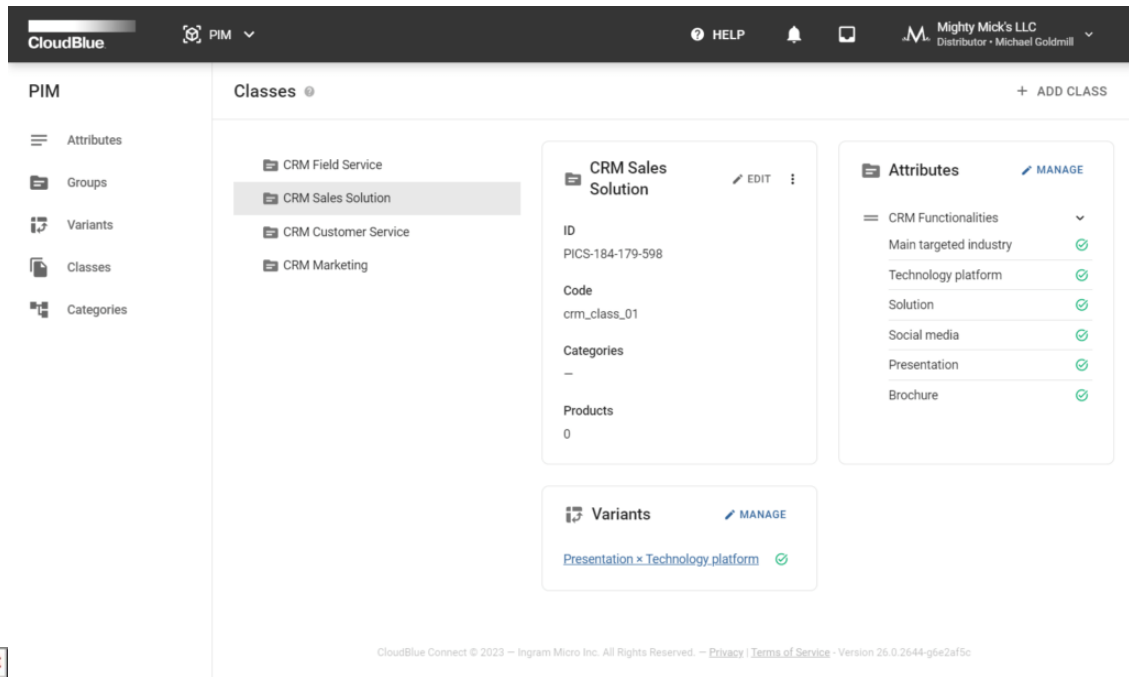 CloudBlue
PIM
HELP
Mighty Mick's LLC
Distributor • Michael Goldmill
PIM
Attributes
Groups
Variants
Classes
Categories
Classes
+ ADD CLASS
CRM Field Service
CRM Sales Solution
CRM Customer Service
CRM Marketing
CRM Sales
Solution
EDIT
ID
PICS-184-179-598
Code
crm_class_01
Categories
–
Products
0
Attributes
MANAGE
CRM Functionalities
Main targeted industry
Technology platform
Solution
Social media
Presentation
Brochure
Variants
MANAGE
Presentation × Technology platform
CloudBlue Connect © 2023 — Ingram Micro Inc. All Rights Reserved. — Privacy | Terms of Service - Version 26.0.2644-g6e2af5c